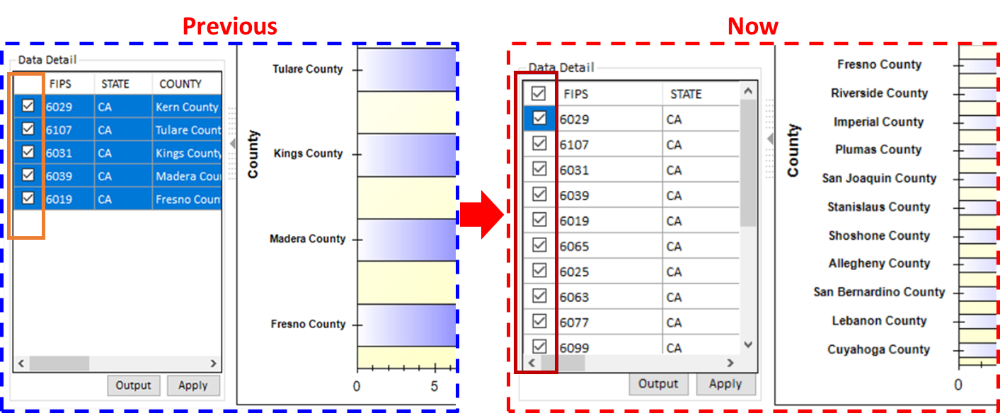 Previous
Now
Data Detail
FIPS STATE COUNTY
6029 CA Kern County
6107 CA Tulare Count
6031 CA Kings County
6039 CA Madera Cou
6019 CA Fresno Coun
Output Apply
County
Tulare County
Kings County
Madera County
Fresno County
0 5
Data Detail
FIPS STATE
6029 CA
6107 CA
6031 CA
6039 CA
6019 CA
6065 CA
6025 CA
6063 CA
6077 CA
6099 CA
Output Apply
County
Fresno County
Riverside County
Imperial County
Plumas County
San Joaquin County
Stanislaus County
Shoshone County
Allegheny County
San Bernardino County
Lebanon County
Cuyahoga County
0